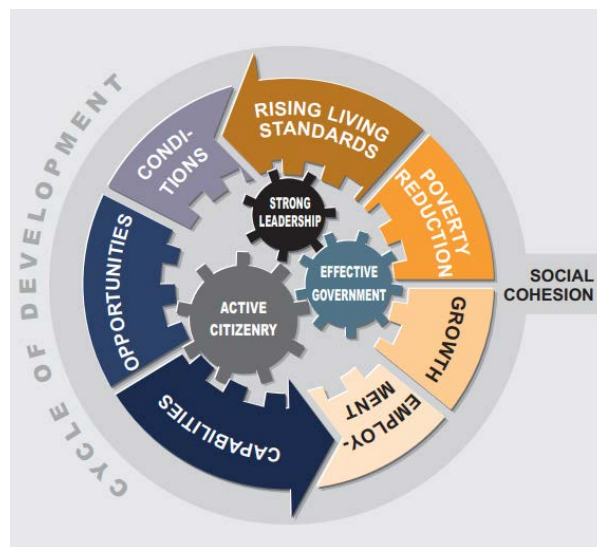 CYCLE OF DEVELOPMENT
RISING LIVING
STANDARDS
POVERTY
REDUCTION
GROWTH
EMPLOY-
MENT
CAPABILITIES
OPPORTUNITIES
CONDI-
TIONS
STRONG
LEADERSHIP
EFFECTIVE
GOVERNMENT
ACTIVE
CITIZENRY
SOCIAL
COHESION